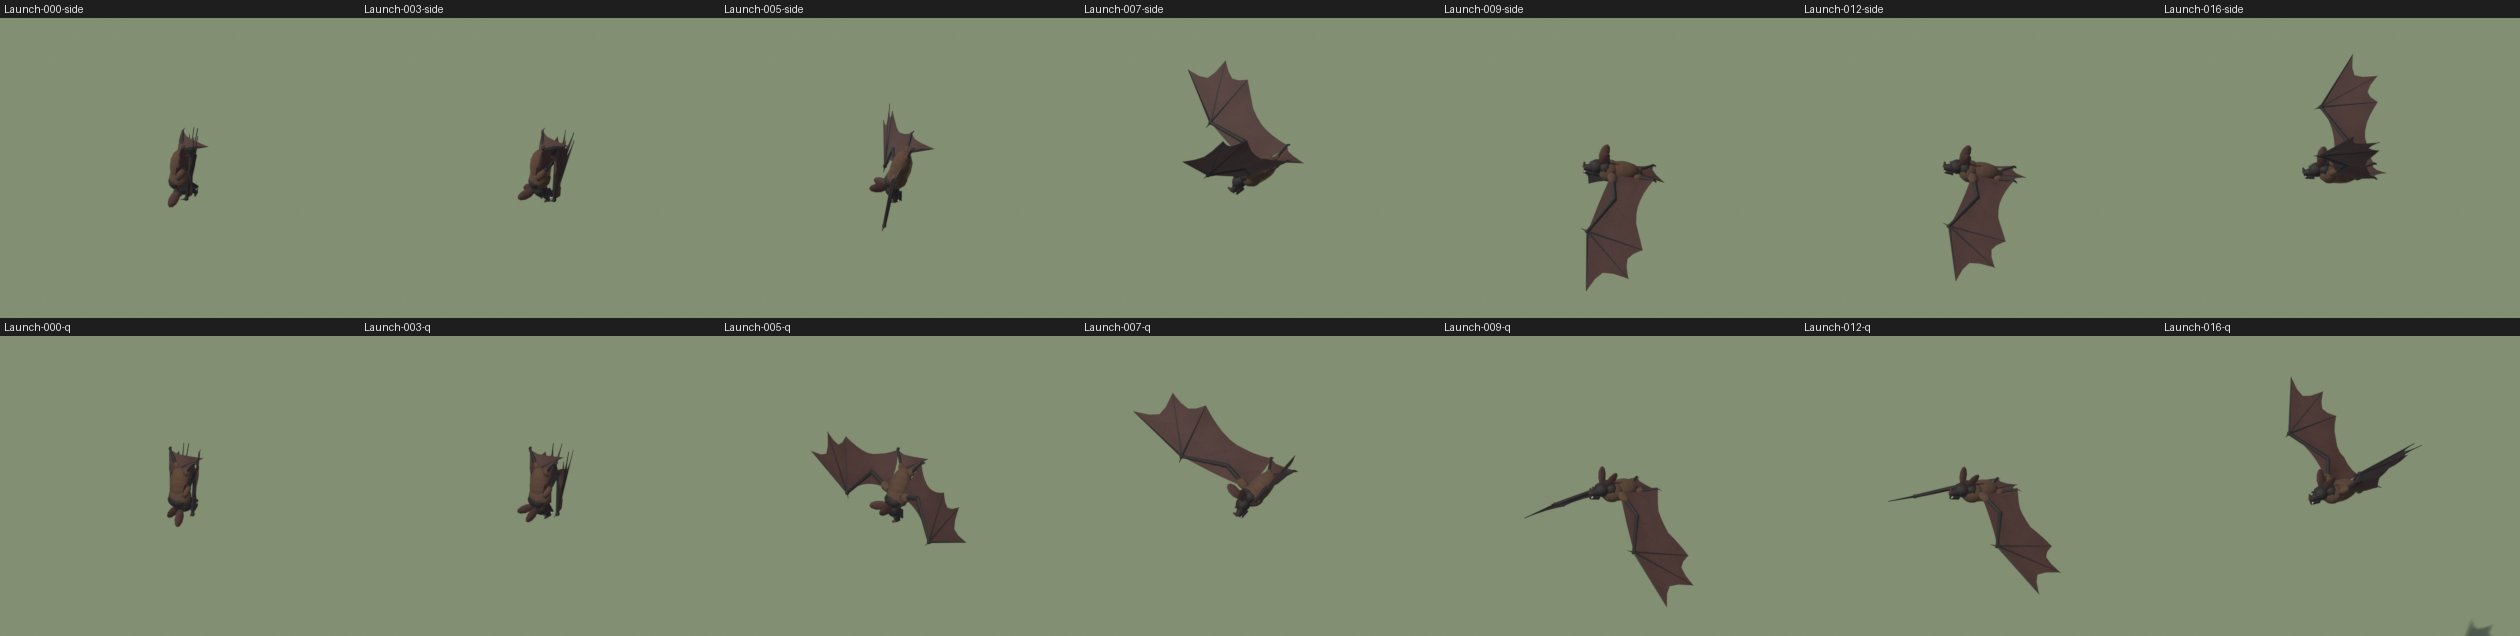 Launch-000-side
Launch-003-side
Launch-005-side
Launch-007-side
Launch-009-side
Launch-012-side
Launch-016-side
Launch-000-q
Launch-003-q
Launch-005-q
Launch-007-q
Launch-009-q
Launch-012-q
Launch-016-q